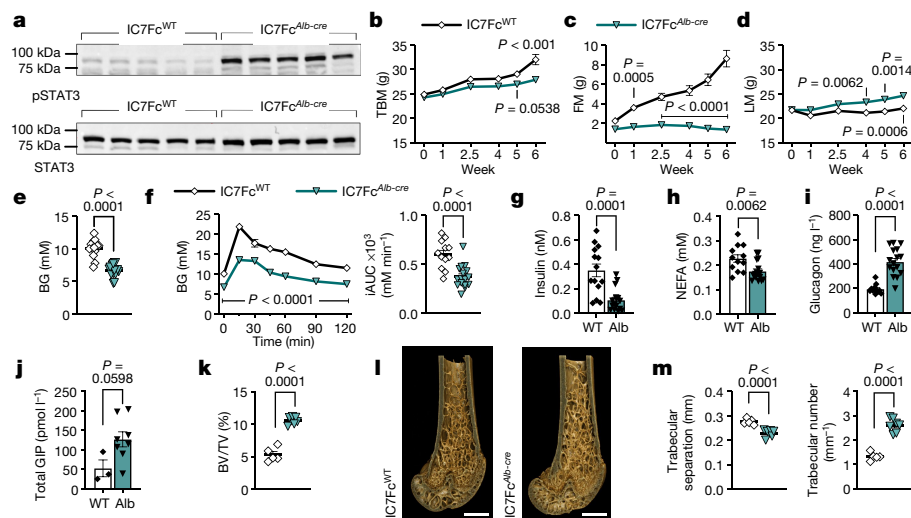 a
IC7Fc^WT
IC7Fc^Alb-cre
100 kDa
75 kDa
pSTAT3
100 kDa
75 kDa
STAT3
IC7Fc^WT
IC7Fc^Alb-cre
b
TBM (g)
35
30
25
20
15
P < 0.001
P = 0.0538
0 1 2.5 4 5 6
Week
c
FM (g)
10
8
6
4
2
0
P = 0.0005
P < 0.0001
0 1 2.5 4 5 6
Week
d
LM (g)
35
30
25
20
15
P = 0.0062
P = 0.0014
P = 0.0006
0 1 2.5 4 5 6
Week
e
BG (mM)
15
10
5
0
P < 0.0001
f
IC7Fc^WT
IC7Fc^Alb-cre
BG (mM)
25
20
15
10
5
0
P < 0.0001
0 30 60 90 120
Time (min)
iAUC ×10^3 (mM min^−1)
1.0
0.8
0.6
0.4
0.2
0
P < 0.0001
g
Insulin (nM)
0.8
0.6
0.4
0.2
0
P = 0.0001
WT Alb
h
NEFA (mM)
0.4
0.3
0.2
0.1
0
P = 0.0062
WT Alb
i
Glucagon (ng l^−1)
800
600
400
200
0
P < 0.0001
WT Alb
j
Total GIP (pmol l^−1)
250
200
150
100
50
0
P = 0.0598
WT Alb
k
BV/TV (%)
15
10
5
0
P < 0.0001
l
IC7Fc^WT
IC7Fc^Alb-cre
m
Trabecular separation (mm)
0.4
0.3
0.2
0.1
0.0
P < 0.0001
Trabecular number (mm^−1)
4
3
2
1
0
P < 0.0001